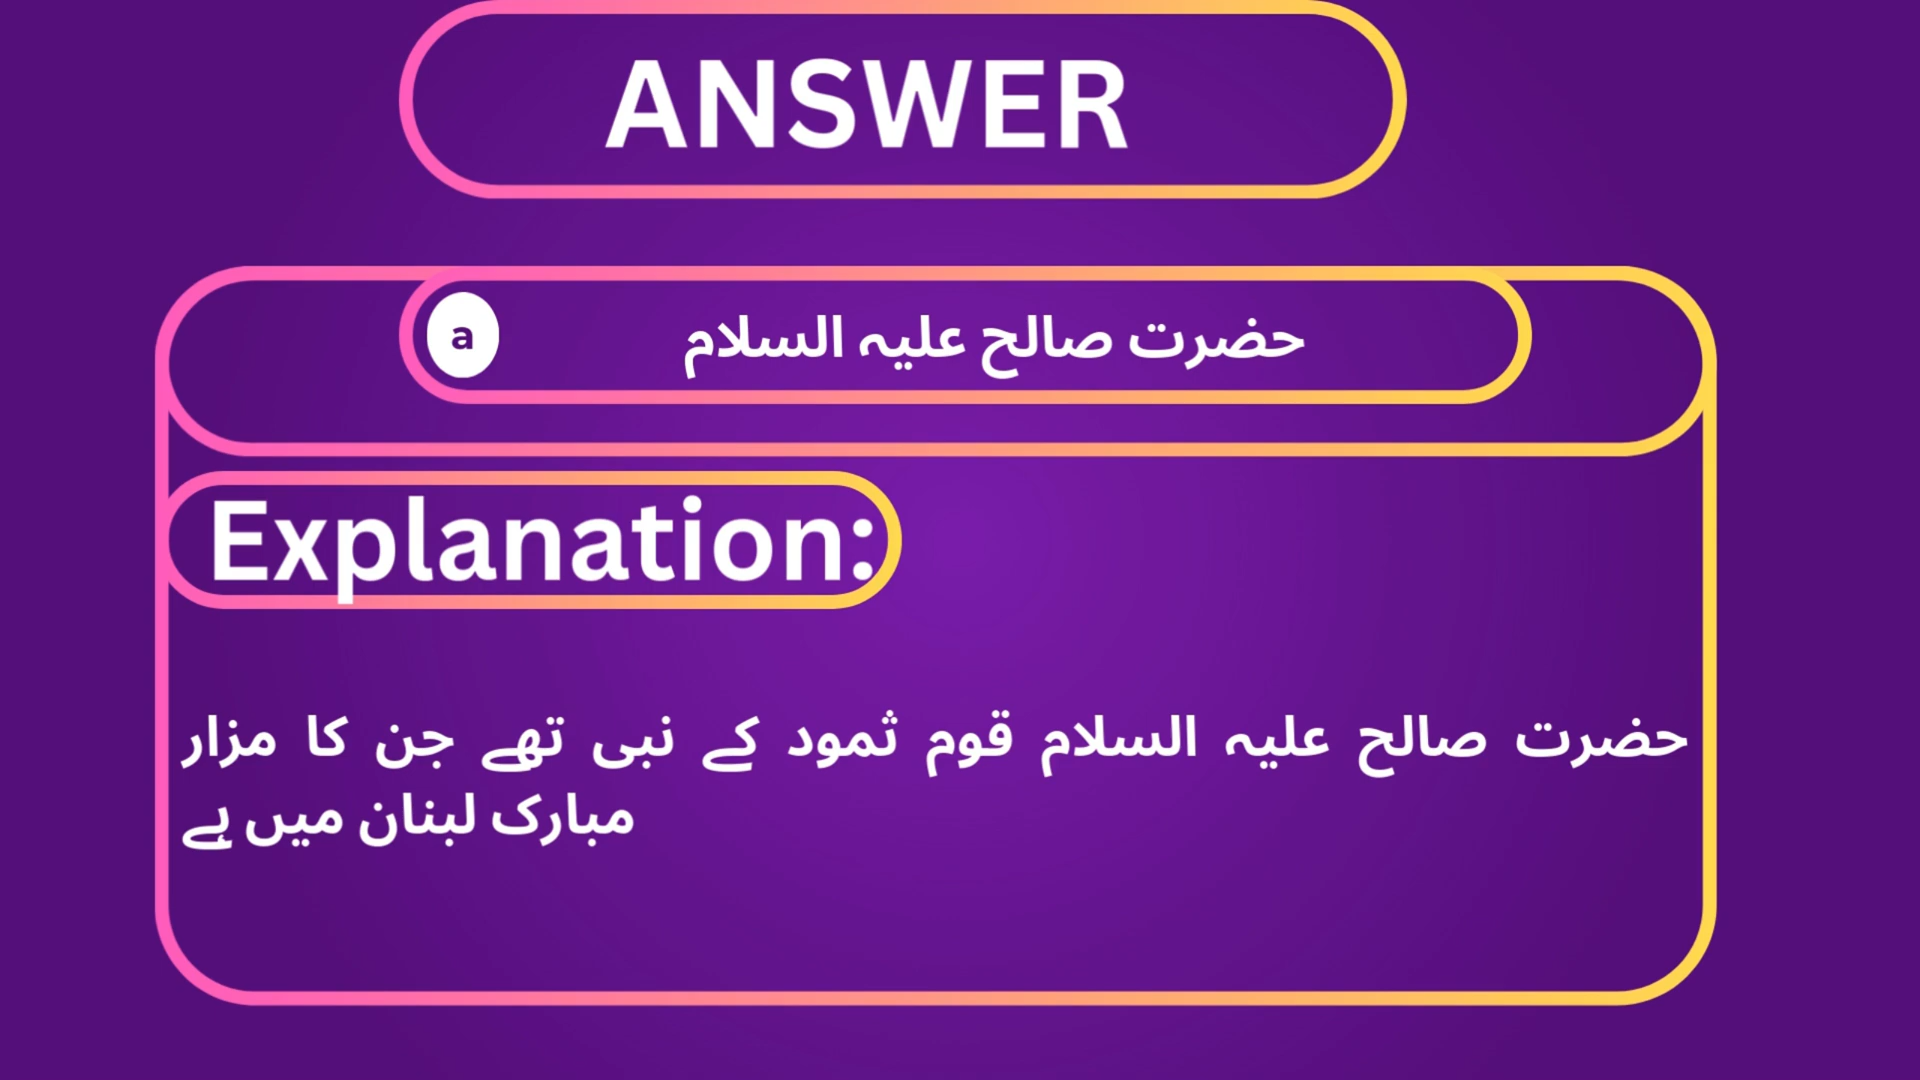 ANSWER
a
حضرت صالح علیہ السلام
Explanation:
حضرت صالح علیہ السلام قوم ثمود کے نبی تھے جن کا مزار
مبارک لبنان میں ہے